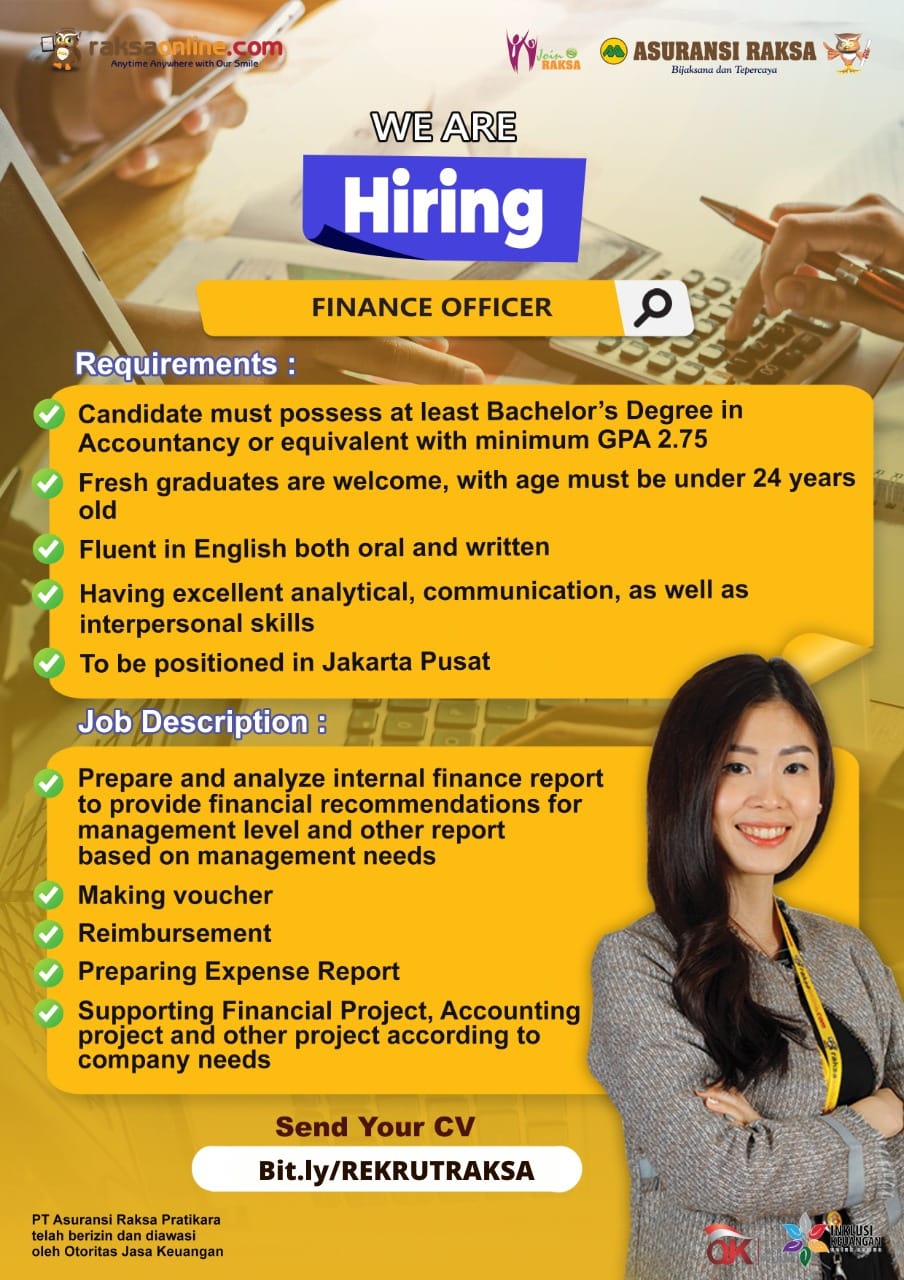 raksaonline.com
Anytime Anywhere with Our Smile
Join
RAKSA
ASURANSI RAKSA
Bijaksana dan Tepercaya
WE ARE
Hiring
FINANCE OFFICER
Requirements :
Candidate must possess at least Bachelor’s Degree in
Accountancy or equivalent with minimum GPA 2.75
Fresh graduates are welcome, with age must be under 24 years
old
Fluent in English both oral and written
Having excellent analytical, communication, as well as
interpersonal skills
To be positioned in Jakarta Pusat
Job Description :
Prepare and analyze internal finance report
to provide financial recommendations for
management level and other report
based on management needs
Making voucher
Reimbursement
Preparing Expense Report
Supporting Financial Project, Accounting
project and other project according to
company needs
Send Your CV
Bit.ly/REKRUTRAKSA
PT Asuransi Raksa Pratikara
telah berizin dan diawasi
oleh Otoritas Jasa Keuangan
OJK
INKLUSI
KEUANGAN